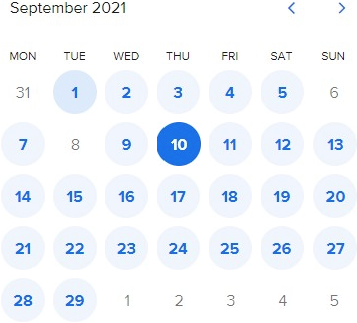 September 2021
MON TUE WED THU FRI SAT SUN
31 1 2 3 4 5 6
7 8 9 10 11 12 13
14 15 16 17 18 19 20
21 22 23 24 25 26 27
28 29 1 2 3 4 5